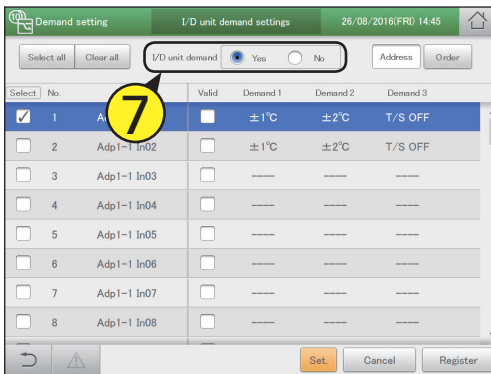 Demand setting I/D unit demand settings 26/08/2016(FRI) 14:45
Select all Clear all I/D unit demand Yes No Address Order
Select No. Valid Demand 1 Demand 2 Demand 3
1 ±1°C ±2°C T/S OFF
2 Adp1-1 In02 ±1°C ±2°C T/S OFF
3 Adp1-1 In03 ---- ---- ----
4 Adp1-1 In04 ---- ---- ----
5 Adp1-1 In05 ---- ---- ----
6 Adp1-1 In06 ---- ---- ----
7 Adp1-1 In07 ---- ---- ----
8 Adp1-1 In08 ---- ---- ----
7
Set. Cancel Register